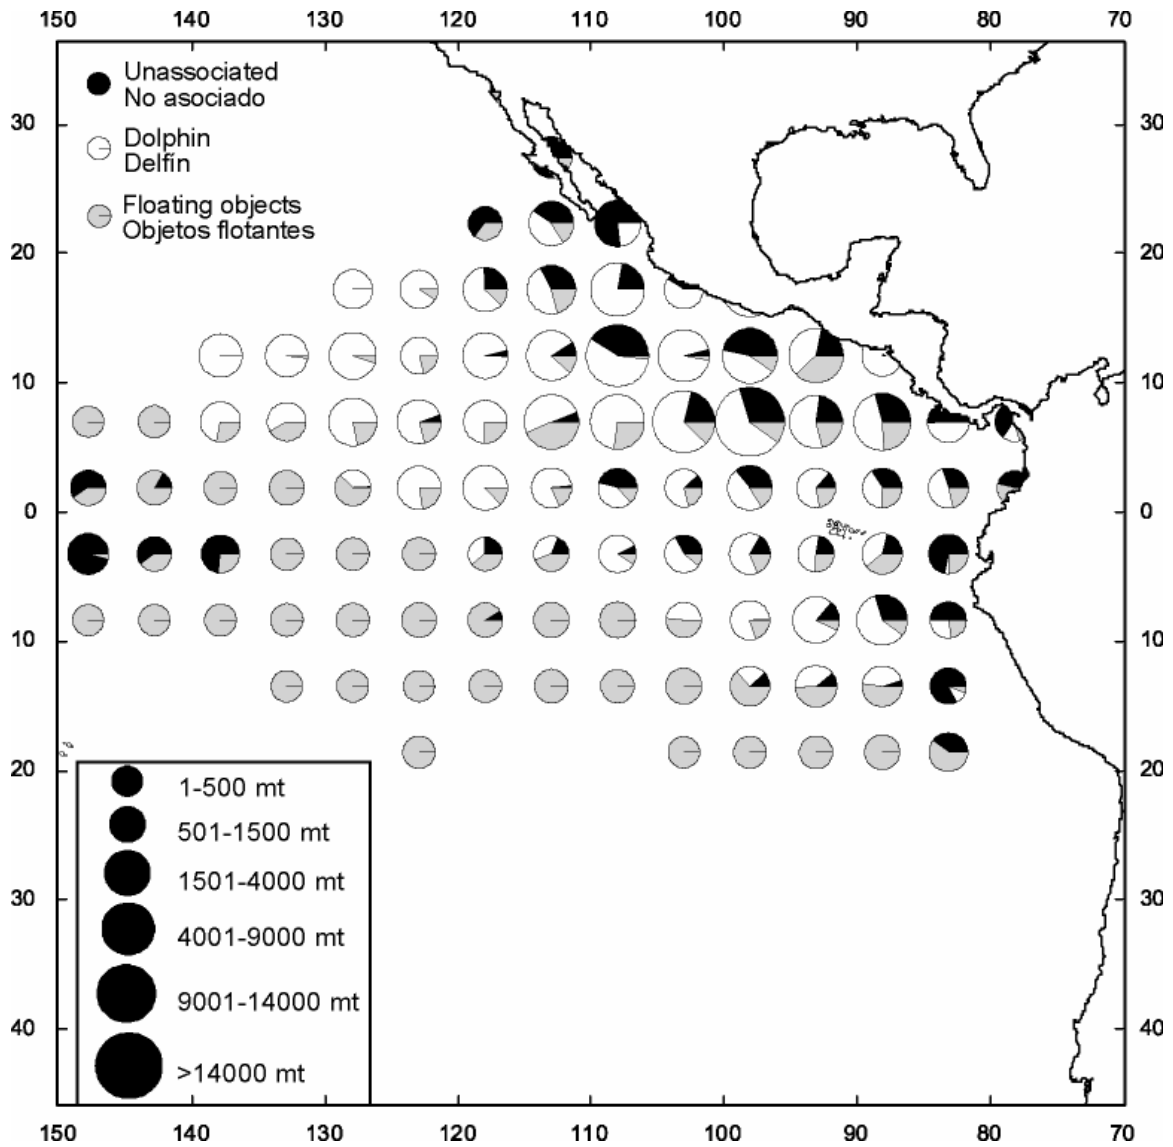 150 140 130 120 110 100 90 80 70
Unassociated
No asociado
Dolphin
Delfín
Floating objects
Objetos flotantes
30 30
20 20
10 10
0 0
10 10
20 20
30 30
40 40
1-500 mt
501-1500 mt
1501-4000 mt
4001-9000 mt
9001-14000 mt
>14000 mt
150 140 130 120 110 100 90 80 70